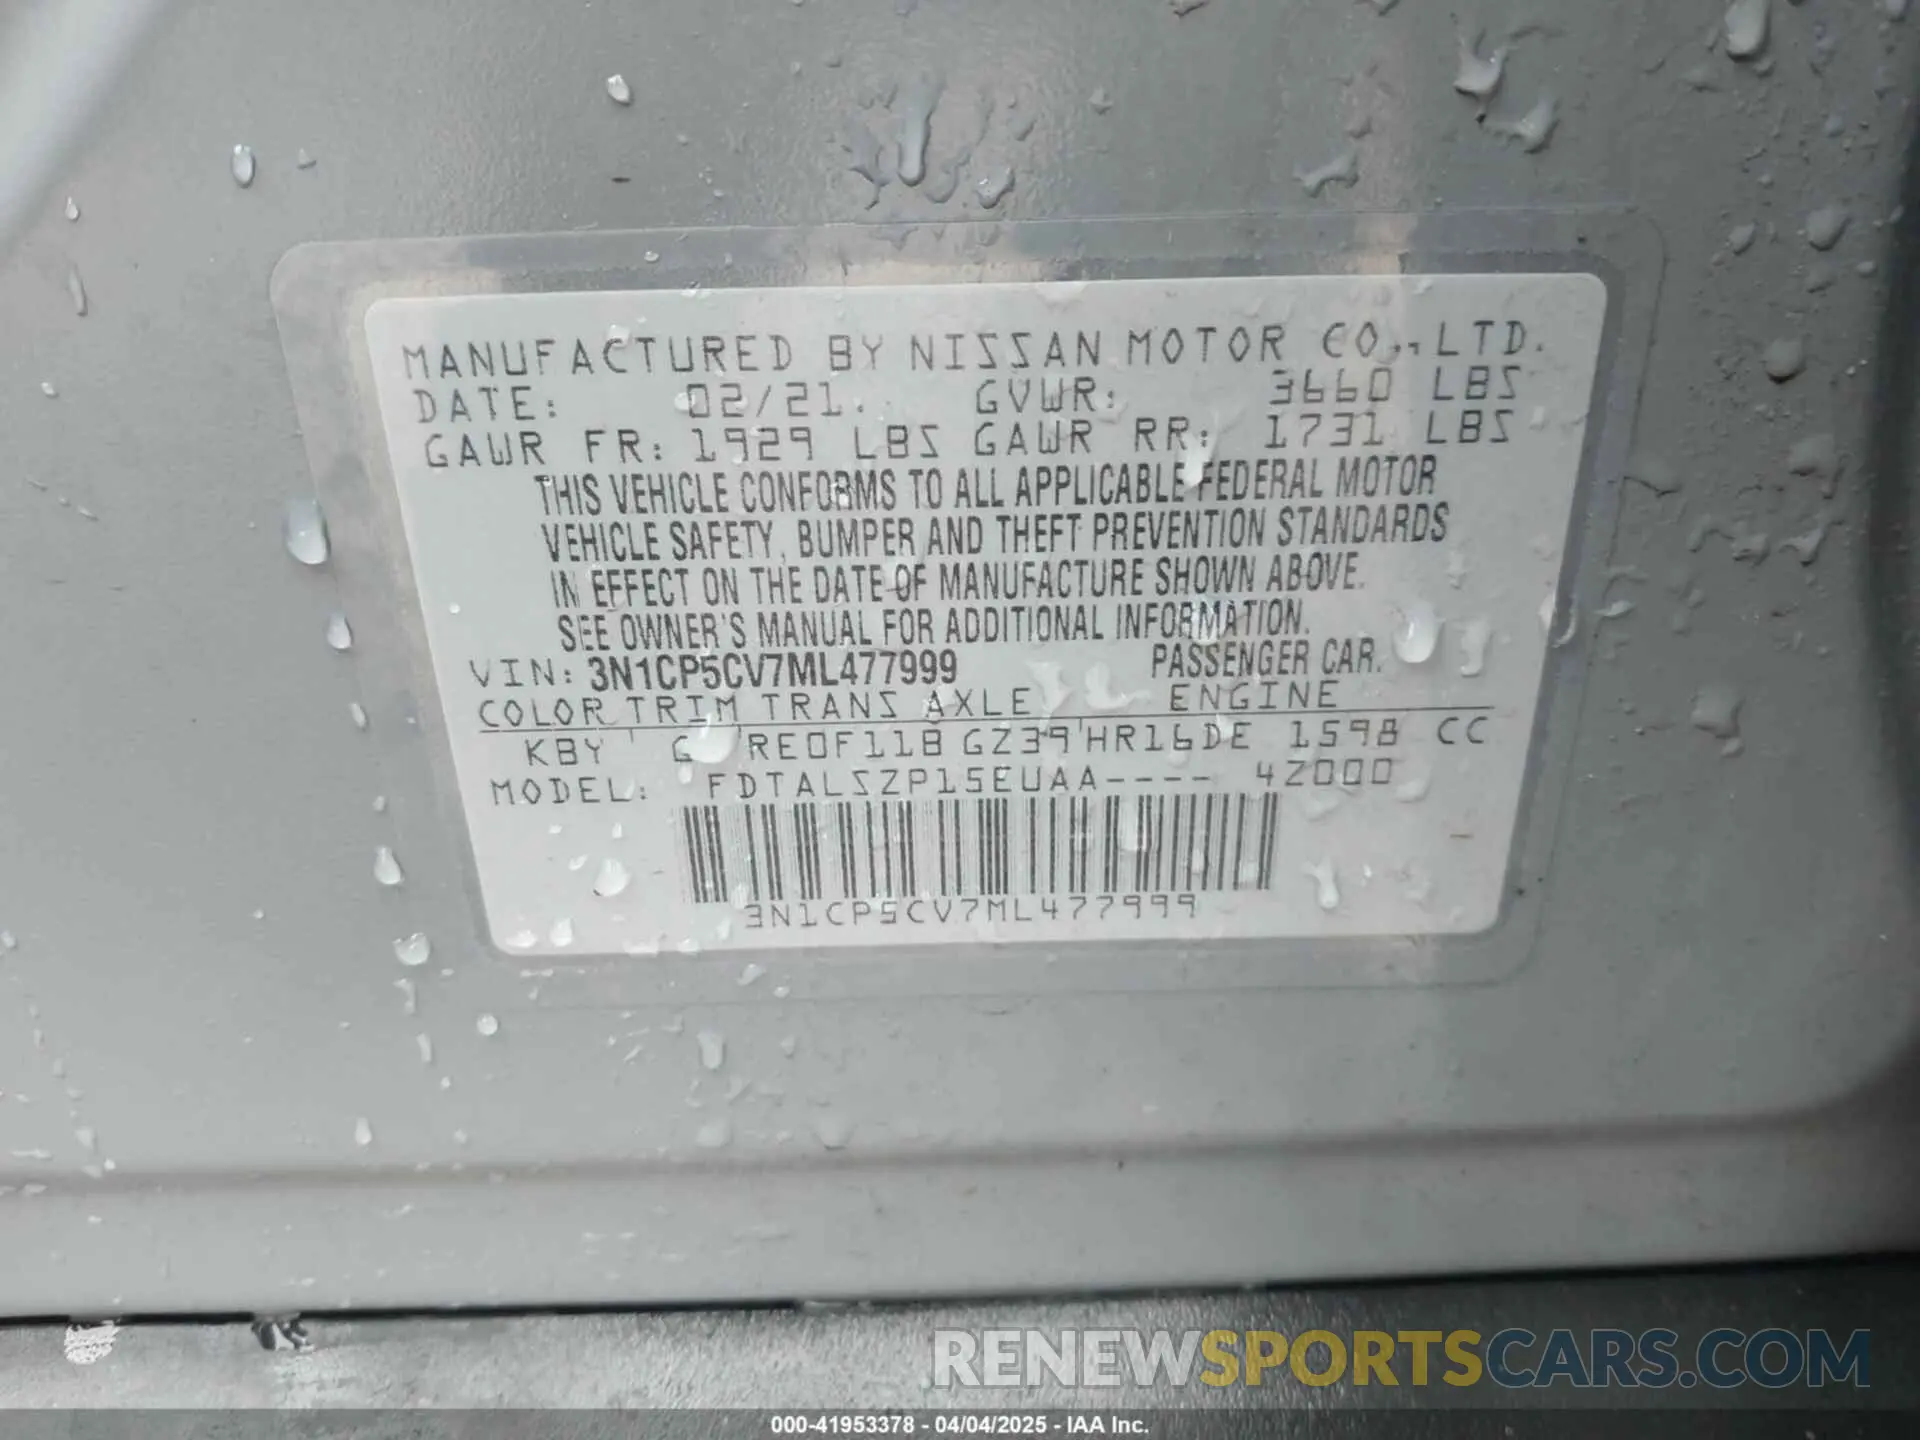 MANUFACTURED BY NISSAN MOTOR CO., LTD.
DATE: 02/21. GVWR: 3660 LBS
GAWR FR: 1929 LBS GAWR RR: 1731 LBS
THIS VEHICLE CONFORMS TO ALL APPLICABLE FEDERAL MOTOR
VEHICLE SAFETY, BUMPER AND THEFT PREVENTION STANDARDS
IN EFFECT ON THE DATE OF MANUFACTURE SHOWN ABOVE.
SEE OWNER'S MANUAL FOR ADDITIONAL INFORMATION.
VIN: 3N1CP5CV7ML477999 PASSENGER CAR.
COLOR TRIM TRANS AXLE ENGINE
KBY G RE0F11B GZ39 HR16DE 1598 CC
MODEL: FDTALSZP15EUAA---- 42000
3N1CP5CV7ML477999
RENEWSPORTSCARS.COM
000-41953378 - 04/04/2025 - IAA Inc.